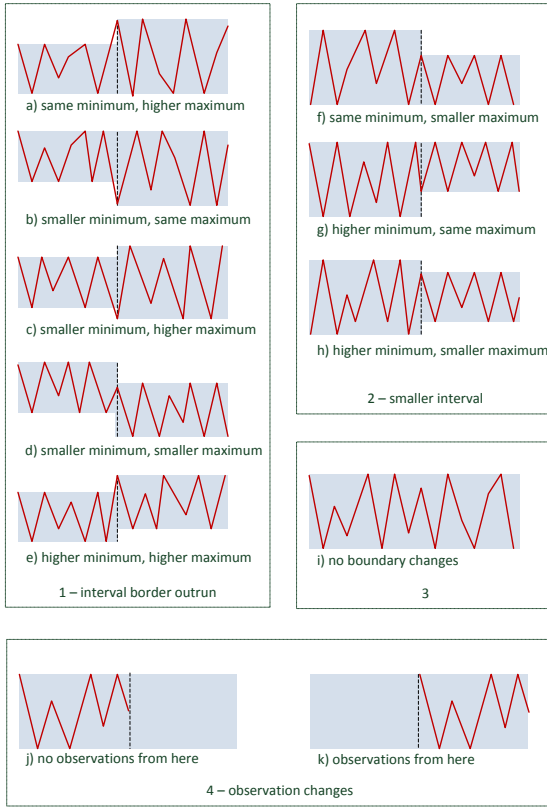 a) same minimum, higher maximum
b) smaller minimum, same maximum
c) smaller minimum, higher maximum
d) smaller minimum, smaller maximum
e) higher minimum, higher maximum
1 – interval border outrun
f) same minimum, smaller maximum
g) higher minimum, same maximum
h) higher minimum, smaller maximum
2 – smaller interval
i) no boundary changes
3
j) no observations from here
k) observations from here
4 – observation changes